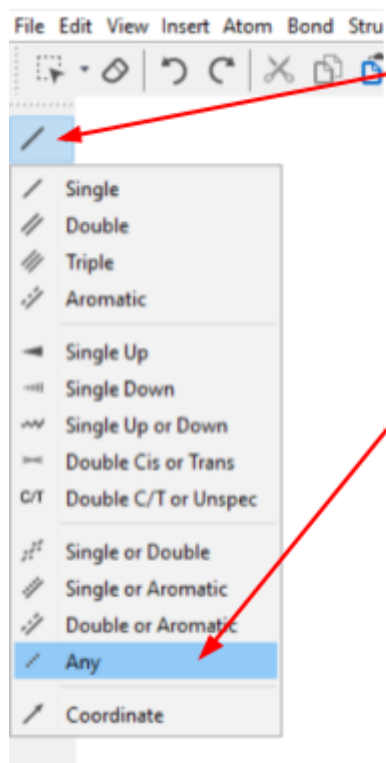 File Edit View Insert Atom Bond Stru
Single
Double
Triple
Aromatic
Single Up
Single Down
Single Up or Down
Double Cis or Trans
C/T Double C/T or Unspec
Single or Double
Single or Aromatic
Double or Aromatic
Any
Coordinate